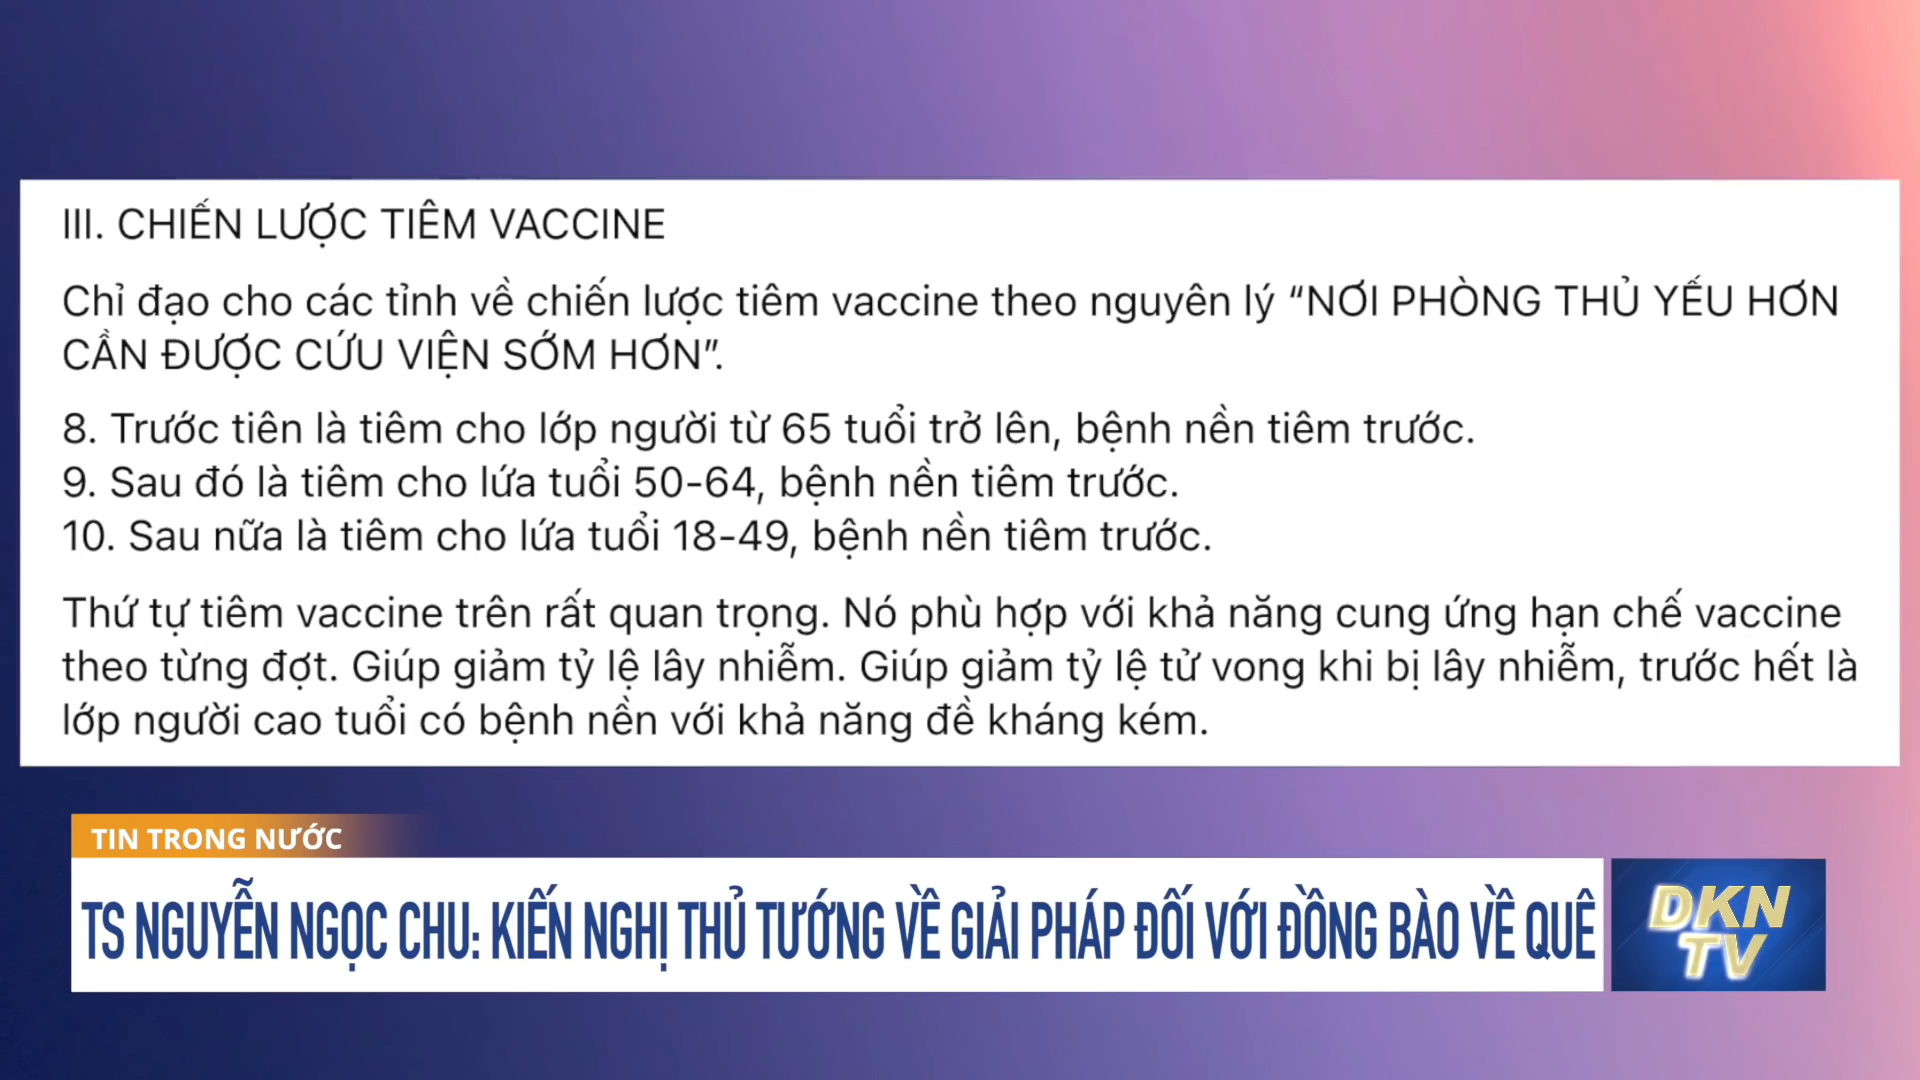 III. CHIẾN LƯỢC TIÊM VACCINE
Chỉ đạo cho các tỉnh về chiến lược tiêm vaccine theo nguyên lý “NƠI PHÒNG THỦ YẾU HƠN
CẦN ĐƯỢC CỨU VIỆN SỚM HƠN”.
8. Trước tiên là tiêm cho lớp người từ 65 tuổi trở lên, bệnh nền tiêm trước.
9. Sau đó là tiêm cho lứa tuổi 50-64, bệnh nền tiêm trước.
10. Sau nữa là tiêm cho lứa tuổi 18-49, bệnh nền tiêm trước.
Thứ tự tiêm vaccine trên rất quan trọng. Nó phù hợp với khả năng cung ứng hạn chế vaccine
theo từng đợt. Giúp giảm tỷ lệ lây nhiễm. Giúp giảm tỷ lệ tử vong khi bị lây nhiễm, trước hết là
lớp người cao tuổi có bệnh nền với khả năng đề kháng kém.
TIN TRONG NƯỚC
TS NGUYỄN NGỌC CHU: KIẾN NGHỊ THỦ TƯỚNG VỀ GIẢI PHÁP ĐỐI VỚI ĐỒNG BÀO VỀ QUÊ
DKN
TV